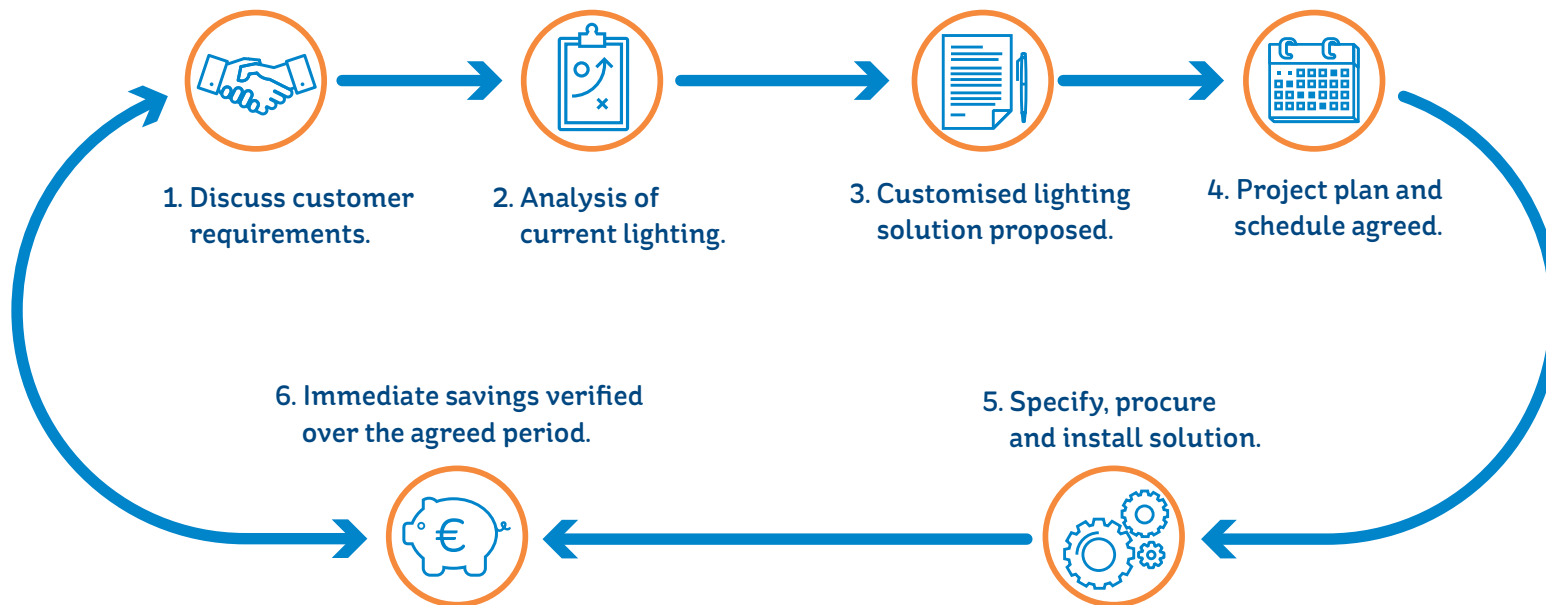 1. Discuss customer
requirements.
2. Analysis of
current lighting.
3. Customised lighting
solution proposed.
4. Project plan and
schedule agreed.
6. Immediate savings verified
over the agreed period.
5. Specify, procure
and install solution.
€